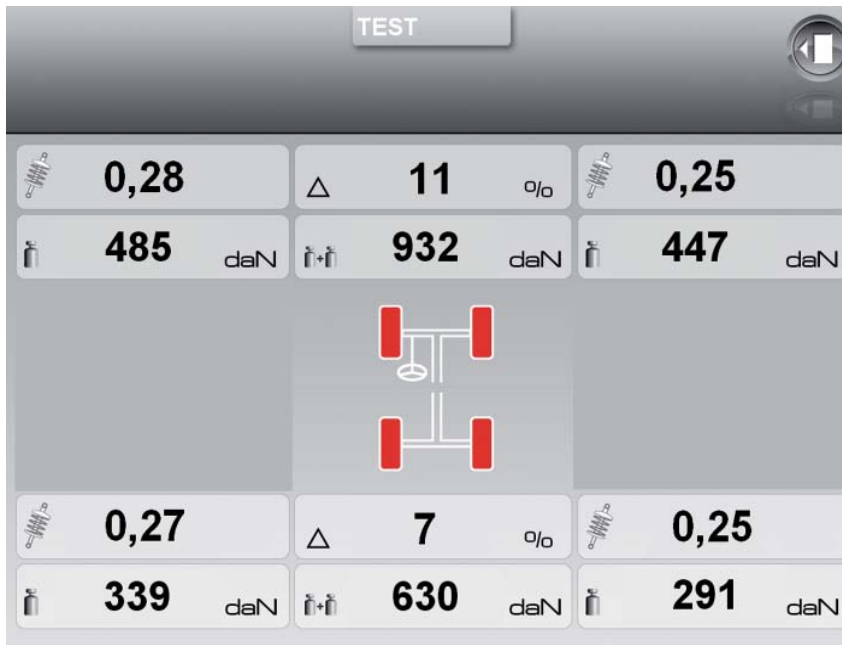 TEST
0,28 △ 11 % 0,25
485 daN 932 daN 447 daN
0,27 △ 7 % 0,25
339 daN 630 daN 291 daN